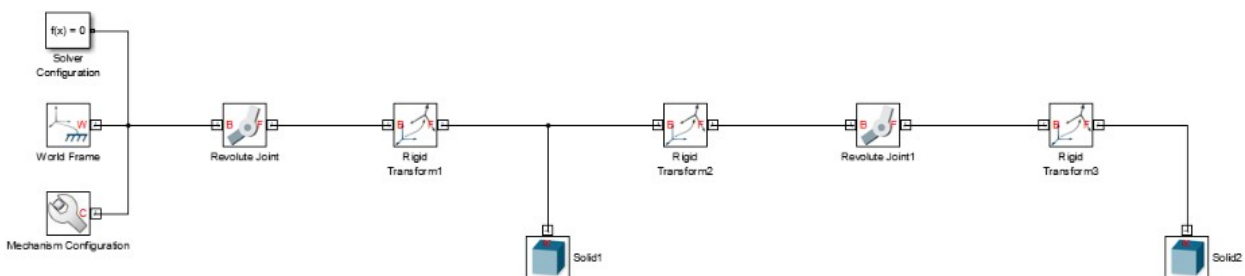 f(x) = 0
Solver
Configuration
W
World Frame
B F
Revolute Joint
B F
Rigid
Transform1
B F
Rigid
Transform2
B F
Revolute Joint1
B F
Rigid
Transform3
C
Mechanism Configuration
Solid1
Solid2